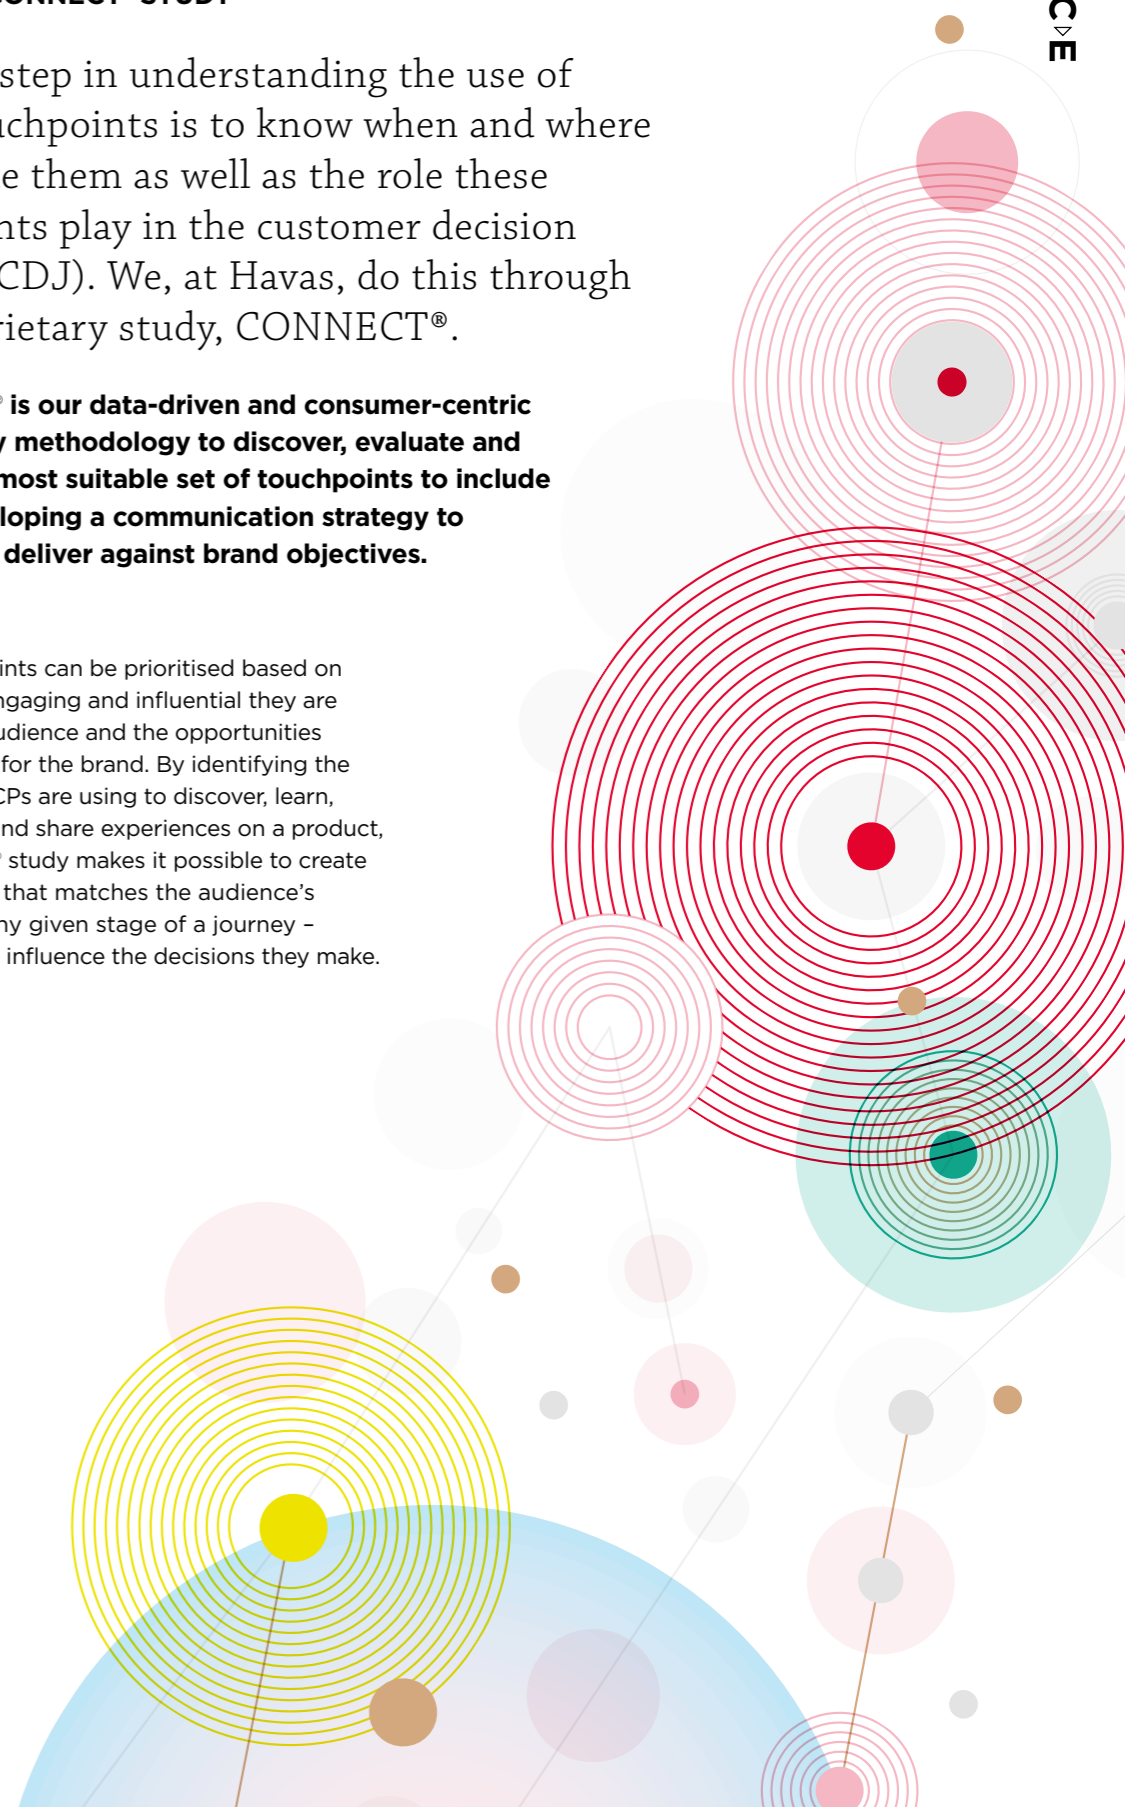 CONNECT® STUDY
step in understanding the use of
uchpoints is to know when and where
e them as well as the role these
nts play in the customer decision
CDJ). We, at Havas, do this through
rietary study, CONNECT®.
® is our data-driven and consumer-centric
y methodology to discover, evaluate and
most suitable set of touchpoints to include
loping a communication strategy to
deliver against brand objectives.
ints can be prioritised based on
ngaging and influential they are
udience and the opportunities
for the brand. By identifying the
CPs are using to discover, learn,
nd share experiences on a product,
® study makes it possible to create
that matches the audience's
ny given stage of a journey –
influence the decisions they make.
C▷E